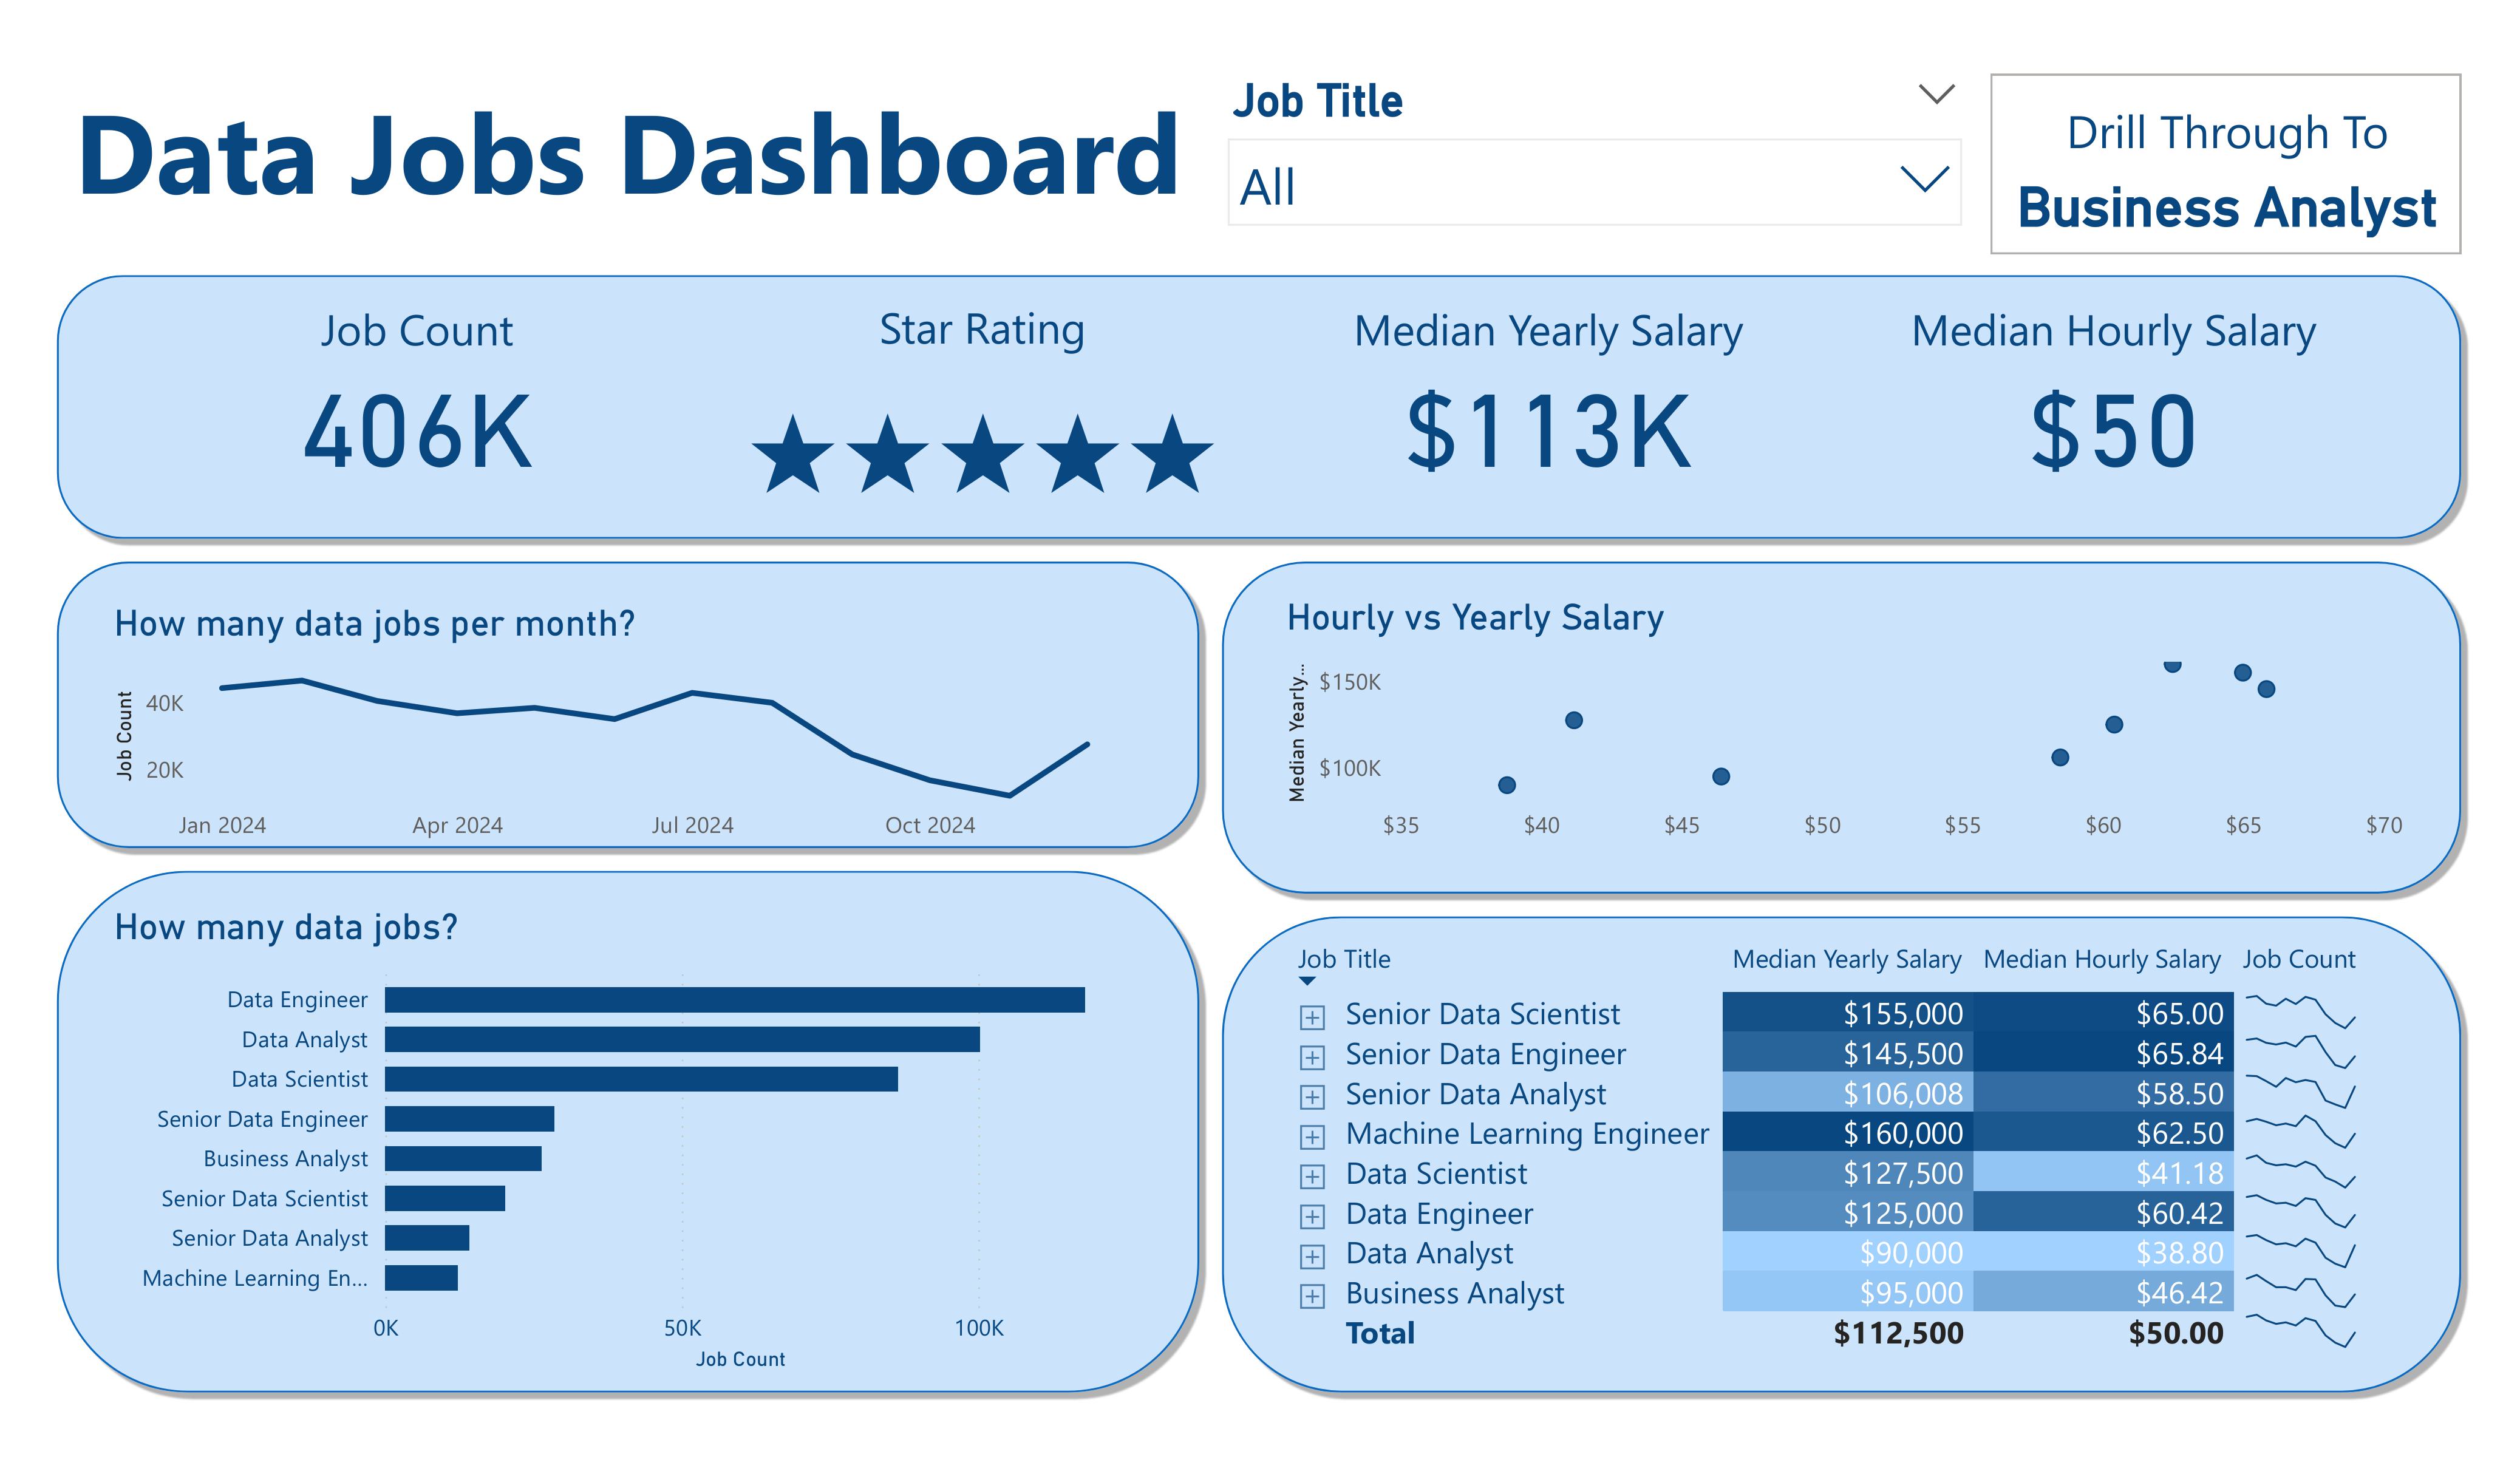 Data Jobs Dashboard
Job Title
All
Drill Through To
Business Analyst
Job Count
Star Rating
Median Yearly Salary
Median Hourly Salary
406K
★★★★★
$113K
$50
How many data jobs per month?
Job Count
40K
20K
Jan 2024
Apr 2024
Jul 2024
Oct 2024
Hourly vs Yearly Salary
Median Yearly...
$150K
$100K
$35
$40
$45
$50
$55
$60
$65
$70
How many data jobs?
Data Engineer
Data Analyst
Data Scientist
Senior Data Engineer
Business Analyst
Senior Data Scientist
Senior Data Analyst
Machine Learning En...
0K
50K
100K
Job Count
Job Title Median Yearly Salary Median Hourly Salary Job Count
Senior Data Scientist $155,000 $65.00
Senior Data Engineer $145,500 $65.84
Senior Data Analyst $106,008 $58.50
Machine Learning Engineer $160,000 $62.50
Data Scientist $127,500 $41.18
Data Engineer $125,000 $60.42
Data Analyst $90,000 $38.80
Business Analyst $95,000 $46.42
Total $112,500 $50.00